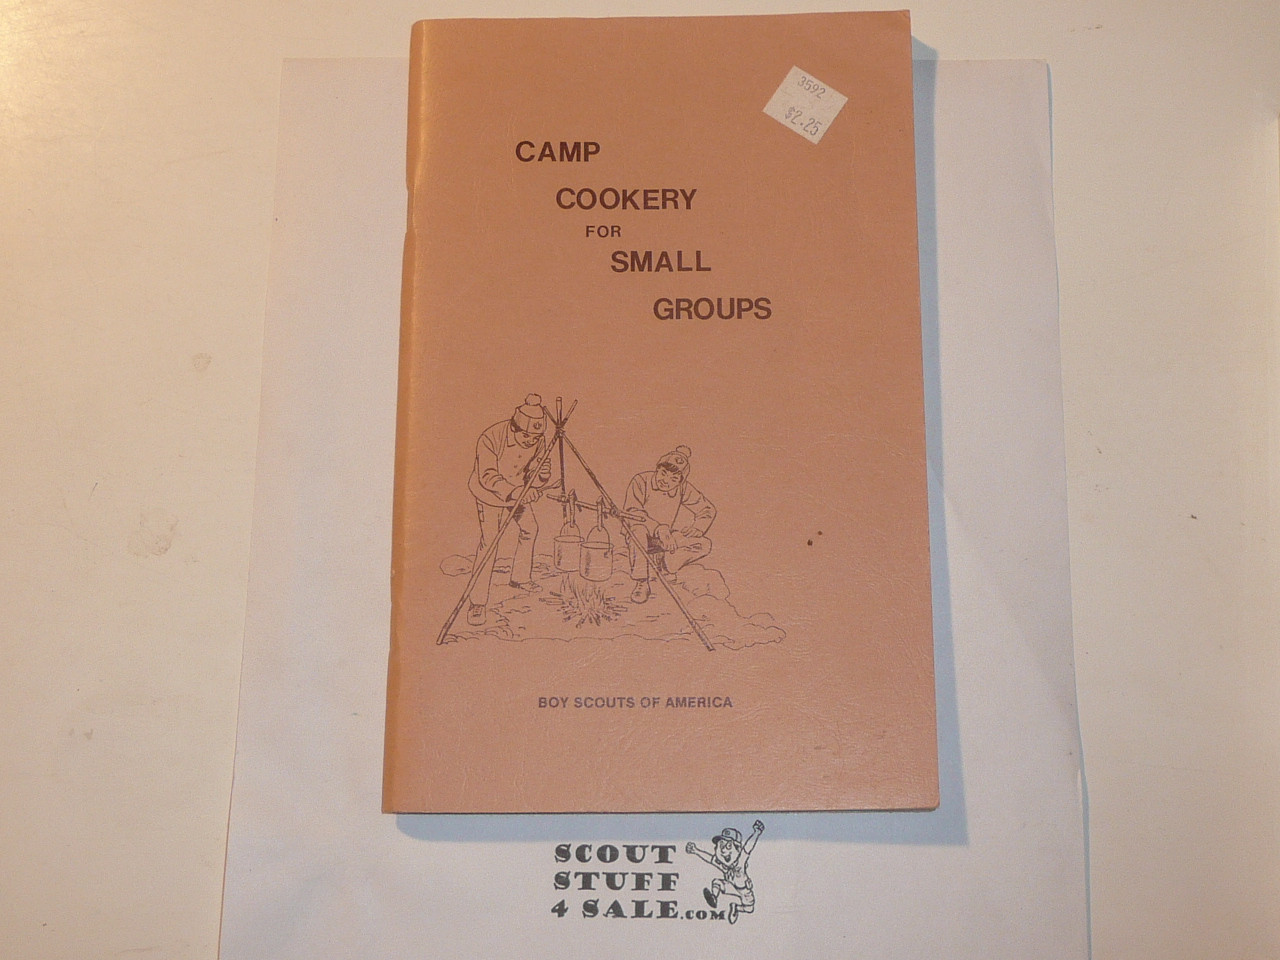 3592
$2.25
CAMP
COOKERY
FOR
SMALL
GROUPS
BOY SCOUTS OF AMERICA
SCOUT
STUFF
4 SALE.COM